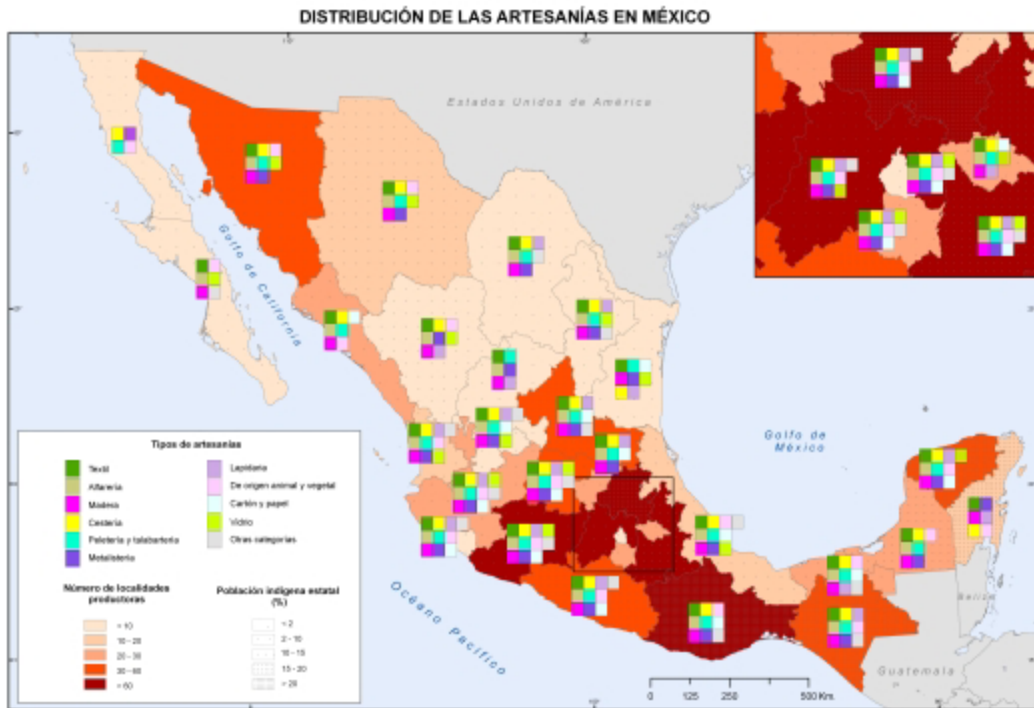 DISTRIBUCIÓN DE LAS ARTESANÍAS EN MÉXICO
Estados Unidos de América
Golfo de California
Golfo de
México
Tipos de artesanías
Textil
Alfarería
Madera
Cestería
Peletería y talabartería
Metalistería
Lapidaria
De origen animal y vegetal
Cartón y papel
Vidrio
Otras categorías
Número de localidades
productoras
< 10
10 - 20
20 - 30
30 - 60
> 60
Población indígena estatal
(%)
< 2
2 - 10
10 - 15
15 - 20
> 20
Océano Pacífico
Belize
Guatemala
0 125 250 500 Km.